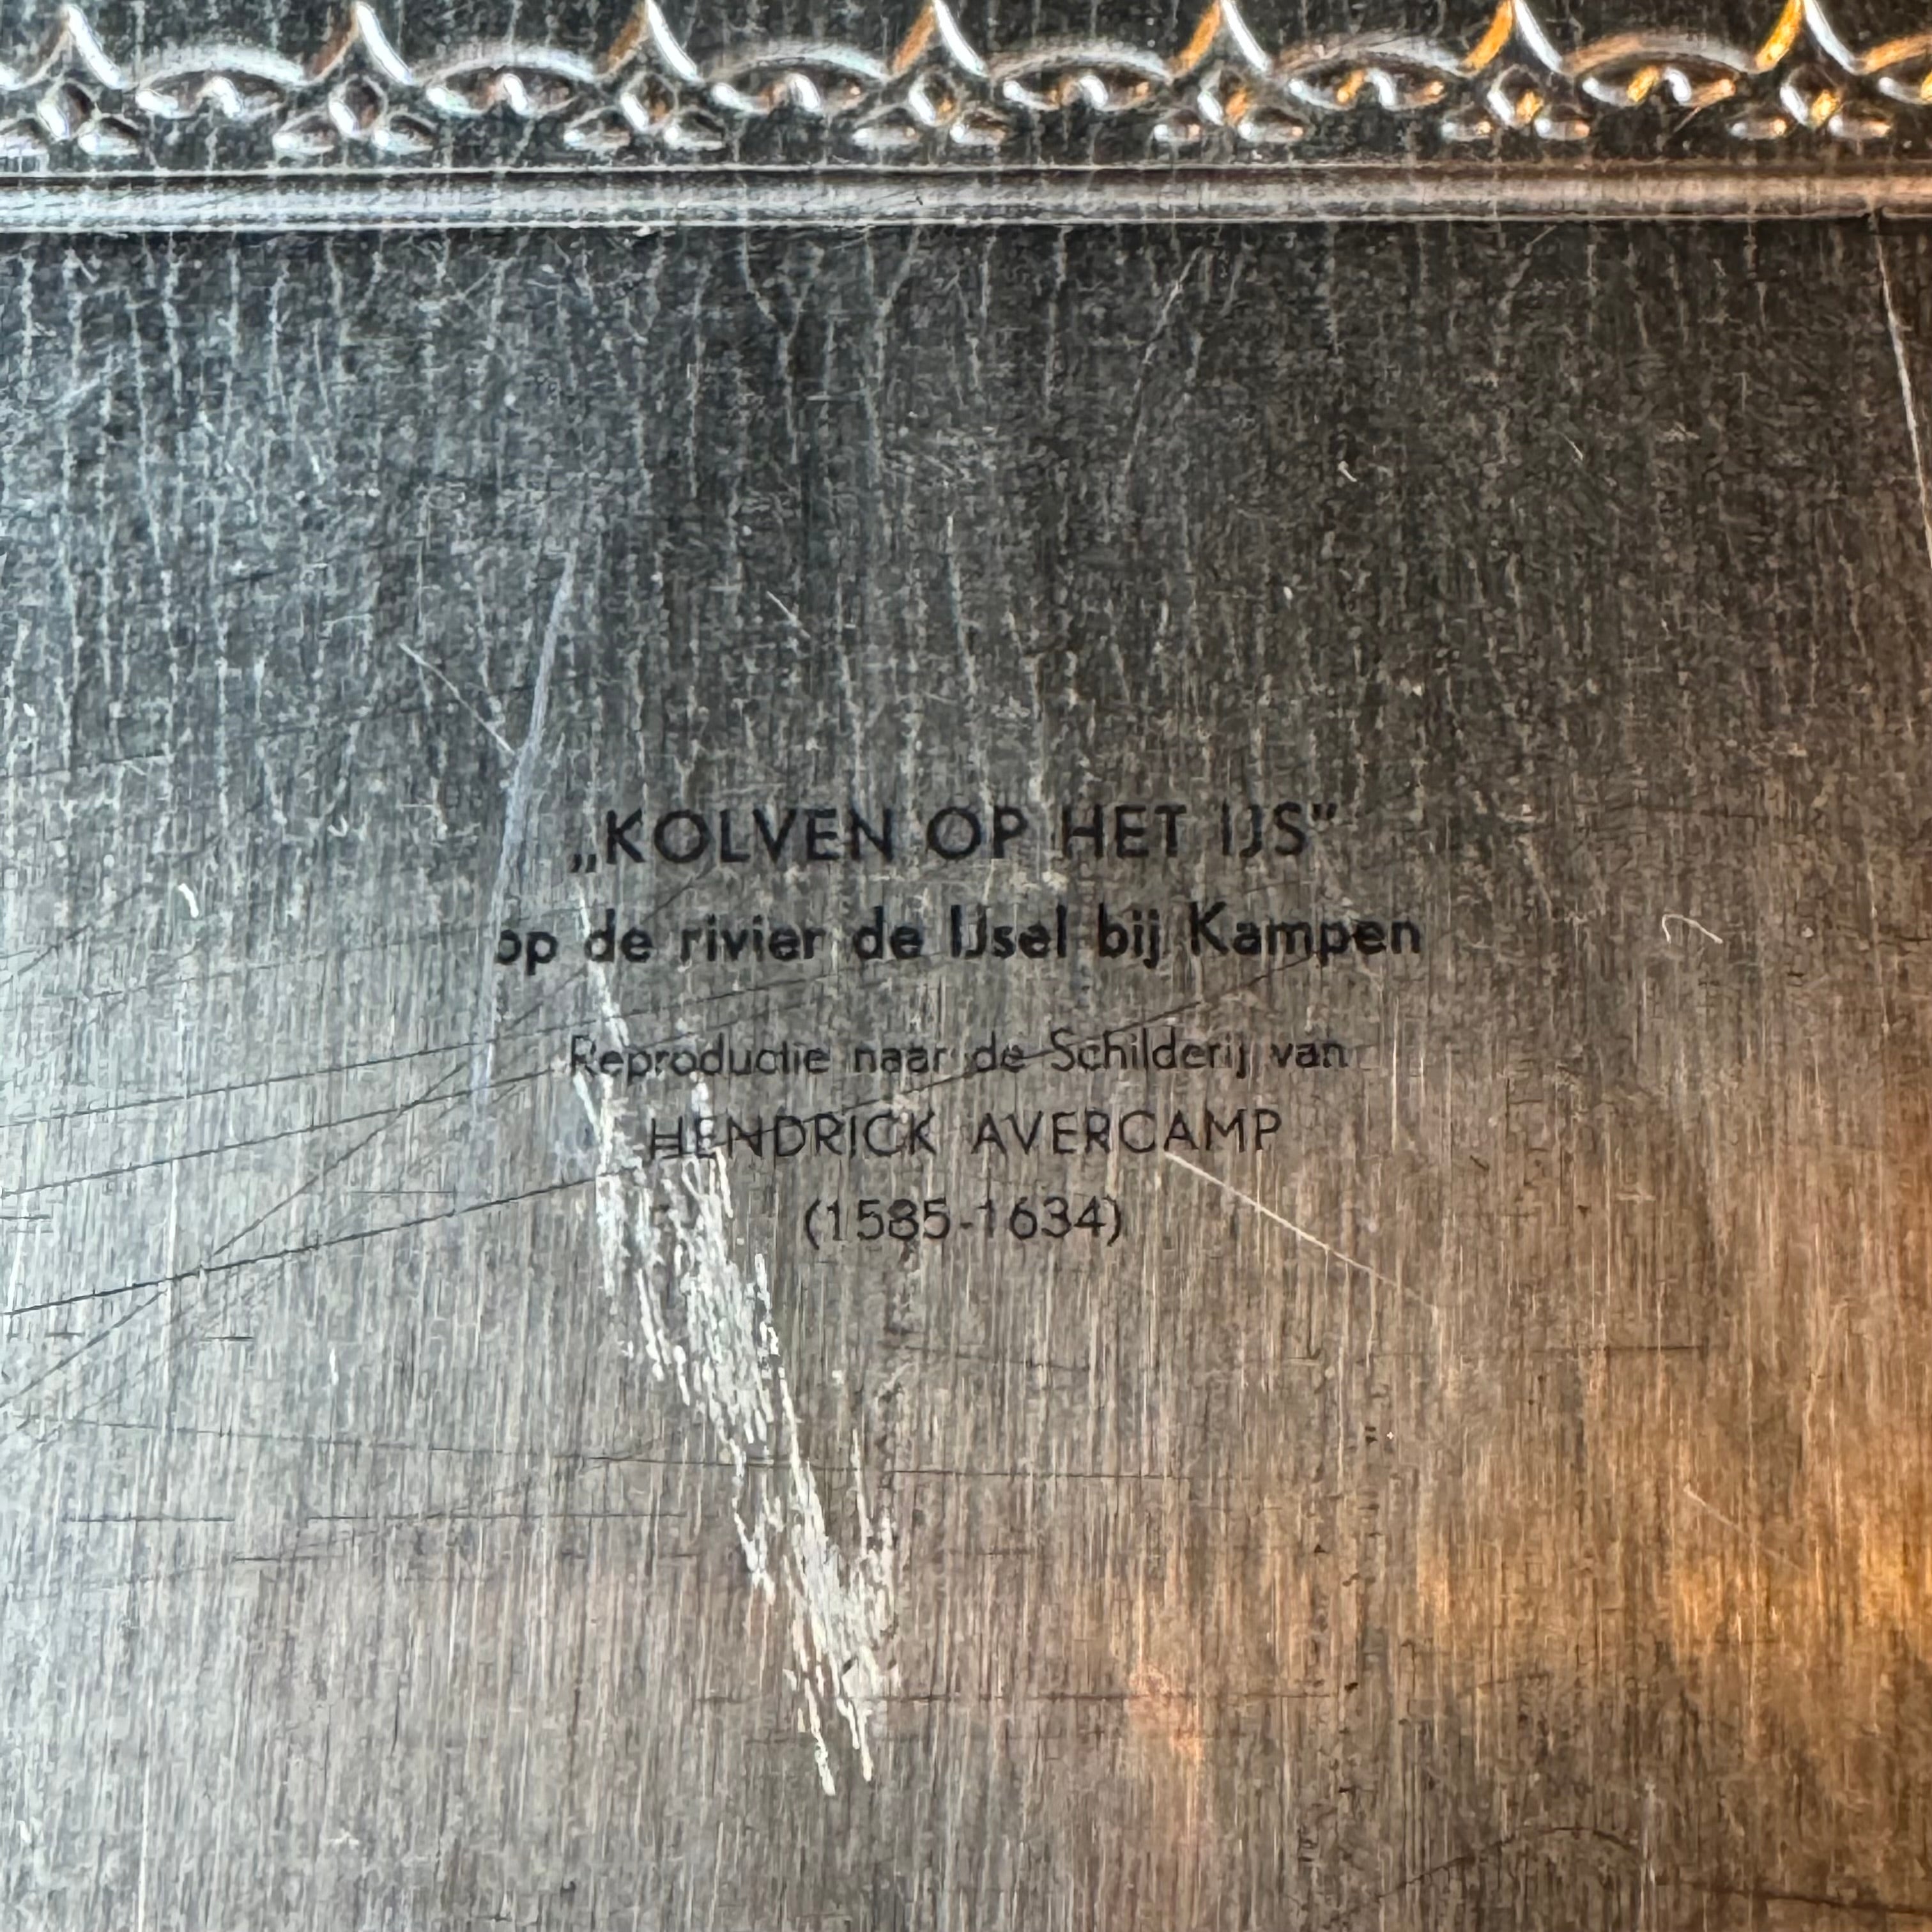 „KOLVEN OP HET IJS"
op de rivier de IJsel bij Kampen
Reproductie naar de Schilderij van
HENDRICK AVERCAMP
(1585-1634)